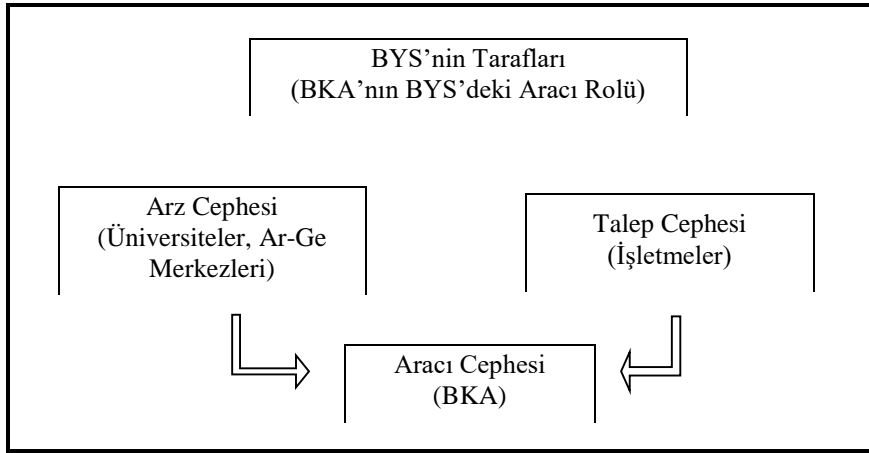 BYS’nin Tarafları
(BKA’nın BYS’deki Aracı Rolü)
Arz Cephesi
(Üniversiteler, Ar-Ge
Merkezleri)
Talep Cephesi
(İşletmeler)
Aracı Cephesi
(BKA)